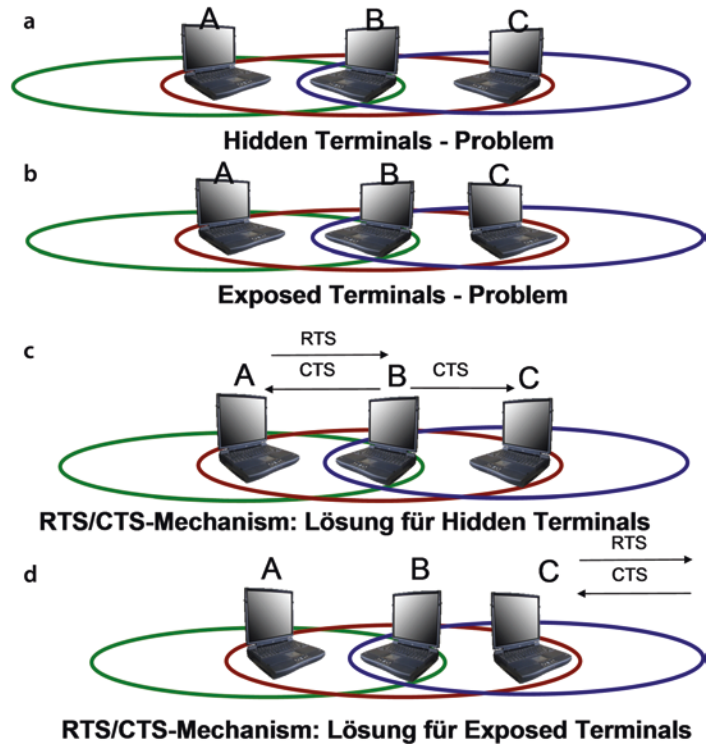 a
A B C
Hidden Terminals - Problem
b
A B C
Exposed Terminals - Problem
c
RTS
A CTS B CTS C
RTS/CTS-Mechanism: Lösung für Hidden Terminals
RTS
d
A B C CTS
RTS/CTS-Mechanism: Lösung für Exposed Terminals